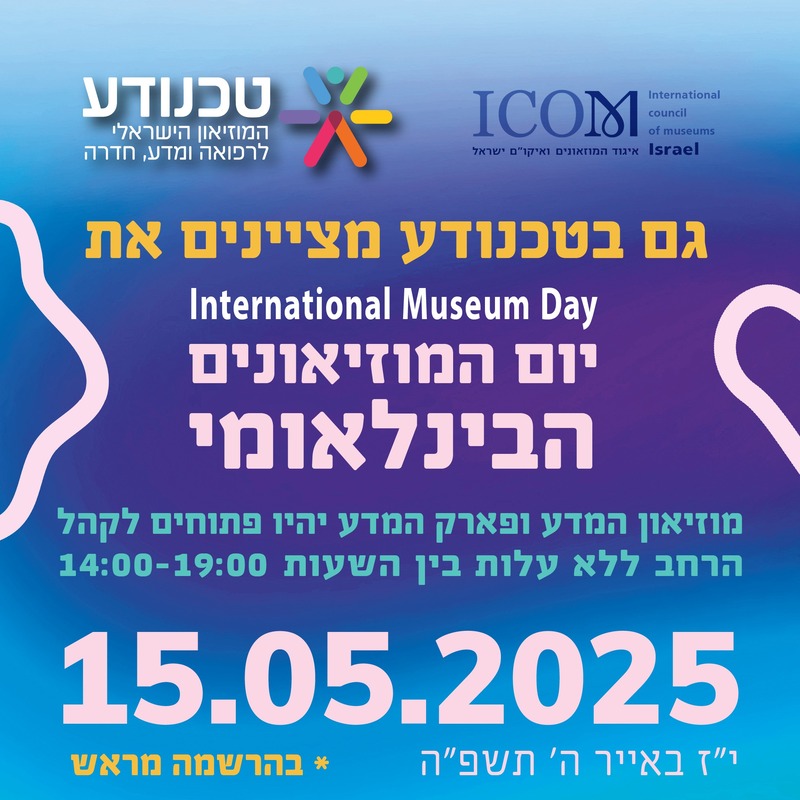 טכנודע
המוזיאון הישראלי
לרפואה ומדע, חדרה
ICOM
International
council
of museums
Israel
איגוד המוזאונים ואיקו"ם ישראל
גם בטכנודע מציינים את
International Museum Day
יום המוזיאונים
הבינלאומי
מוזיאון המדע ופארק המדע יהיו פתוחים לקהל
הרחב ללא עלות בין השעות 14:00-19:00
15.05.2025
י"ז באייר ה' תשפ"ה
* בהרשמה מראש